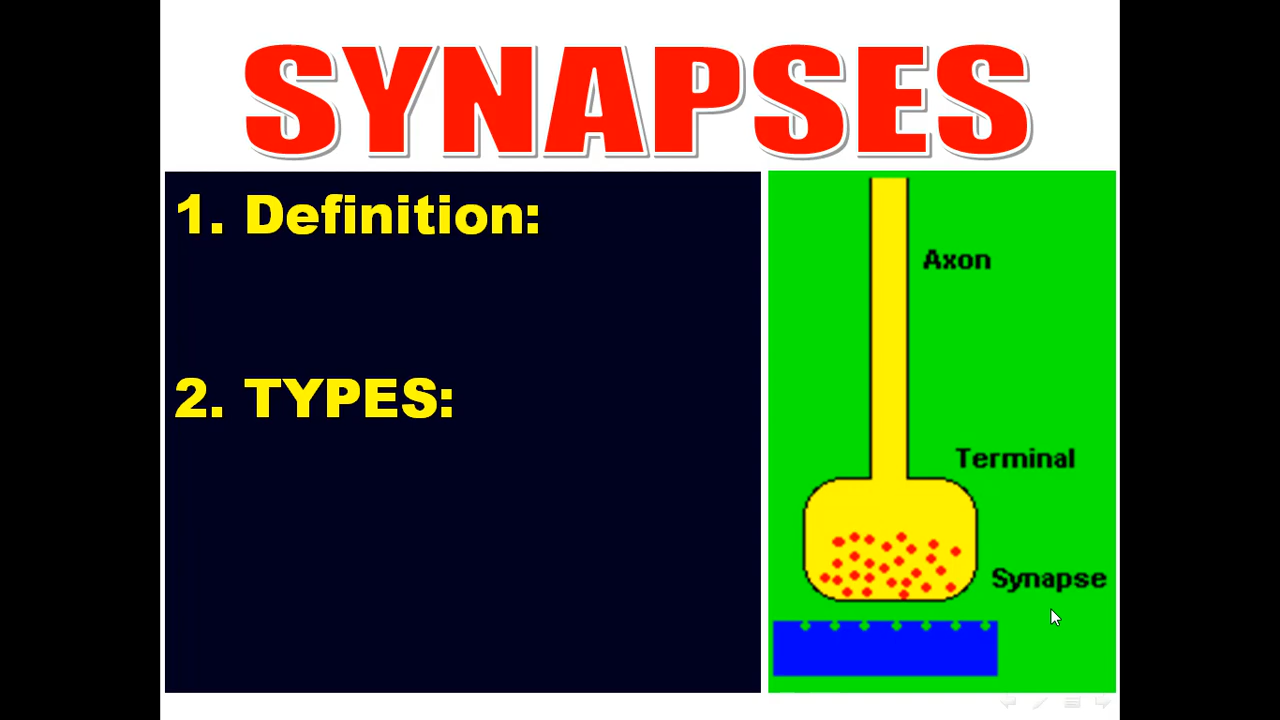 SYNAPSES
1. Definition:
2. TYPES:
Axon
Terminal
Synapse